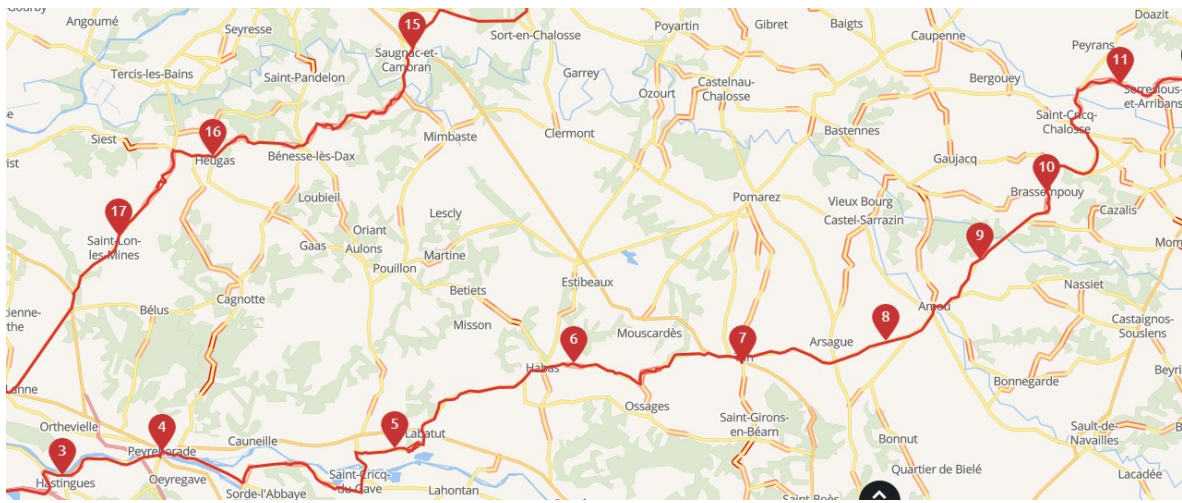 Angoumé
Seyresse
15
Sort-en-Chalosse
Poyartin
Gibret
Baigts
Caupenne
Doazit
Peyrans
Saugnac-et-
Cambran
Tercis-les-Bains
Saint-Pandelon
Garrey
Castelnau-
Chalosse
Bergouey
11
Ozourt
Saint-Cricq-
Chalosse
Siest
16
Heugas
Bénesse-lès-Dax
Mimbaste
Clermont
Bastennes
Gaujacq
10
Brassempouy
Loubieil
Lescly
Pomarez
Vieux Bourg
Castel-Sarrazin
Cazalis
17
Saint-Lon-
les-Mines
Gaas
Oriant
Aulons
Pouillon
Martine
9
Estibeaux
Nassiet
Cagnotte
Betiets
Amou
Bélus
Misson
6
Mouscardès
7
8
Arsague
Castaignos-
Souslens
Habas
Bonnegarde
Ossages
Orthevielle
3
4
Peyrehorade
Cauneille
5
Labatut
Saint-Girons-
en-Béarn
Sault-de-
Navailles
Bonnut
Hastingues
Oeyregave
Sorde-l'Abbaye
Saint-Cricq-
du-Gave
Lahontan
Quartier de Bielé
Lacadée
Saint-Boès